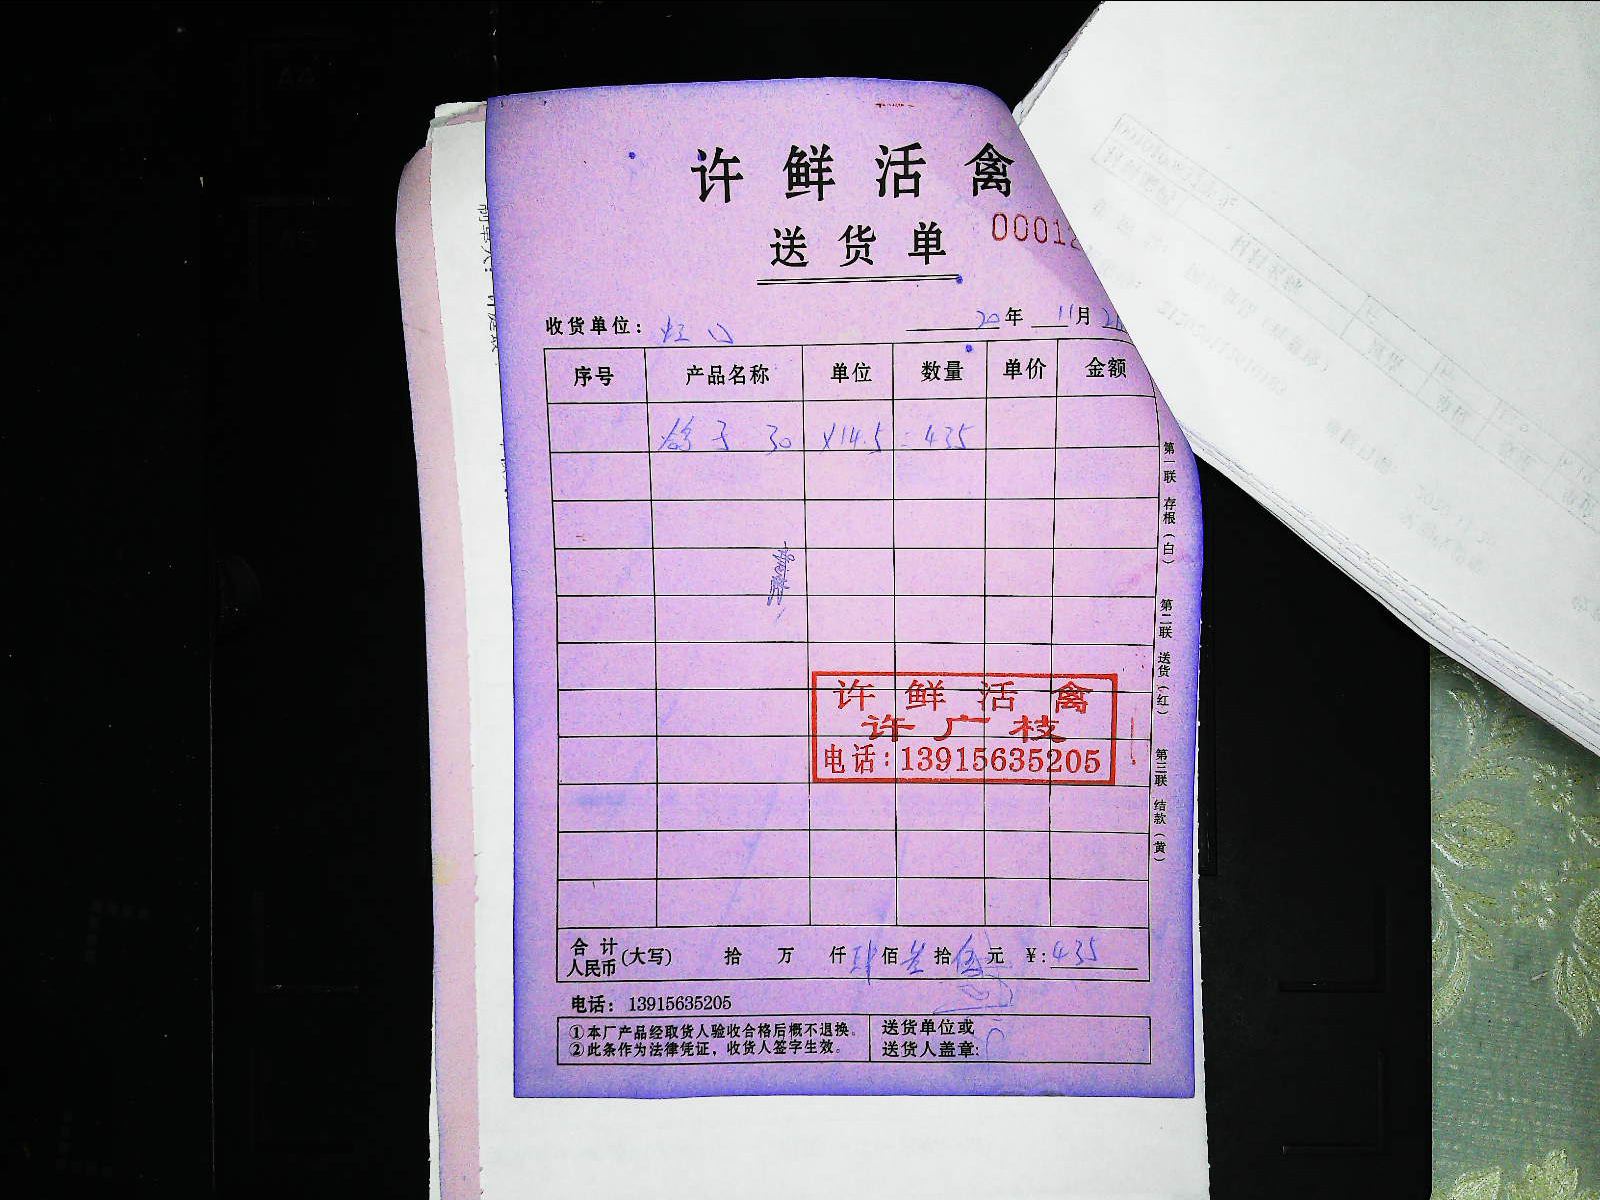 许鲜活禽
送货单
00012
收货单位：
20年 11月
序号 产品名称 单位 数量 单价 金额
鸽子 30 ×14.5 =435
第一联 存根（白） 第二联 送货（红） 第三联 结款（黄）
许鲜活禽
许广枝
电话：13915635205
合计人民币（大写） 拾 万 仟 肆佰叁拾伍元 ￥：435
电话：13915635205
①本厂产品经取货人验收合格后概不退换。
②此条作为法律凭证，收货人签字生效。
送货单位或
送货人盖章：